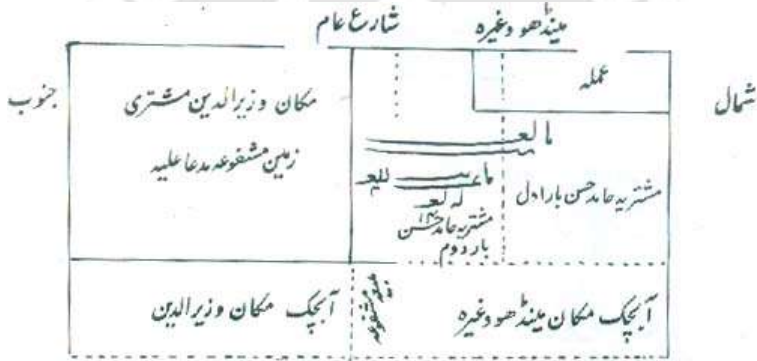 شارع عام
مینڈھو وغیرہ
جنوب
شمال
عملہ
مکان وزیرالدین مشتری
زمین مشفوعہ مدعا علیہ
مشتریہ حامد حسن بار اول
مشتریہ حامد حسن
بار دوم
آبچک مکان مینڈھو وغیرہ
مشفوعہ
آبچک مکان وزیرالدین